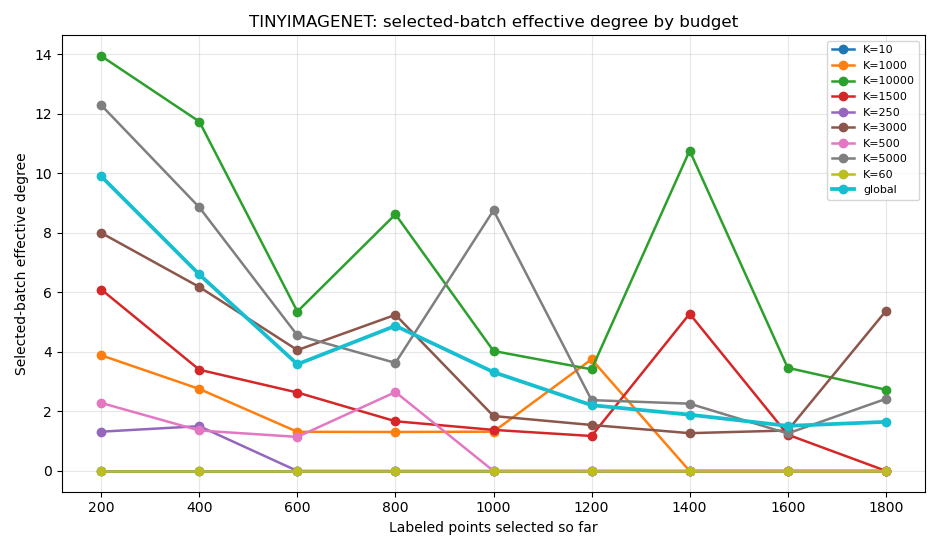 TINYIMAGENET: selected-batch effective degree by budget
K=10
K=1000
K=10000
K=1500
K=250
K=3000
K=500
K=5000
K=60
global
Selected-batch effective degree
14
12
10
8
6
4
2
0
200 400 600 800 1000 1200 1400 1600 1800
Labeled points selected so far